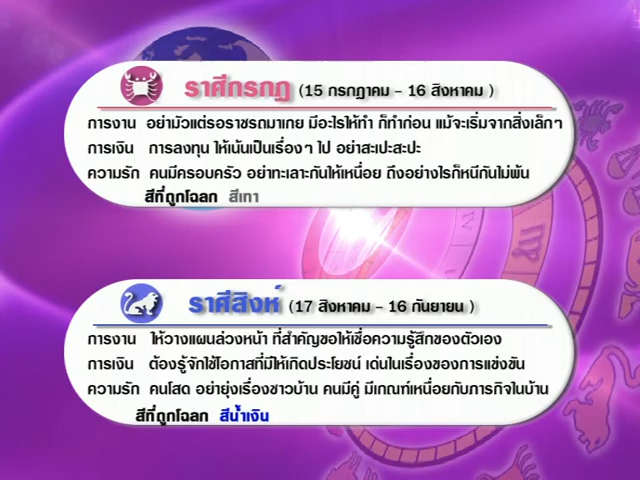 ราศีกรกฎ (15 กรกฎาคม - 16 สิงหาคม )
การงาน อย่ามัวแต่รอราชรถมาเกย มีอะไรให้ทำ ก็ทำก่อน แม้จะเริ่มจากสิ่งเล็กๆ
การเงิน การลงทุน ให้เน้นเป็นเรื่องๆ ไป อย่าสะเปะสะปะ
ความรัก คนมีครอบครัว อย่าทะเลาะกันให้เหนื่อย ถึงอย่างไรก็หนีกันไม่พ้น
สีที่ถูกโฉลก สีเทา
ราศีสิงห์ (17 สิงหาคม - 16 กันยายน )
การงาน ให้วางแผนล่วงหน้า ที่สำคัญขอให้เชื่อความรู้สึกของตัวเอง
การเงิน ต้องรู้จักใช้โอกาสที่มีให้เกิดประโยชน์ เด่นในเรื่องของการแข่งขัน
ความรัก คนโสด อย่ายุ่งเรื่องชาวบ้าน คนมีคู่ มีเกณฑ์เหนื่อยกับภารกิจในบ้าน
สีที่ถูกโฉลก สีน้ำเงิน